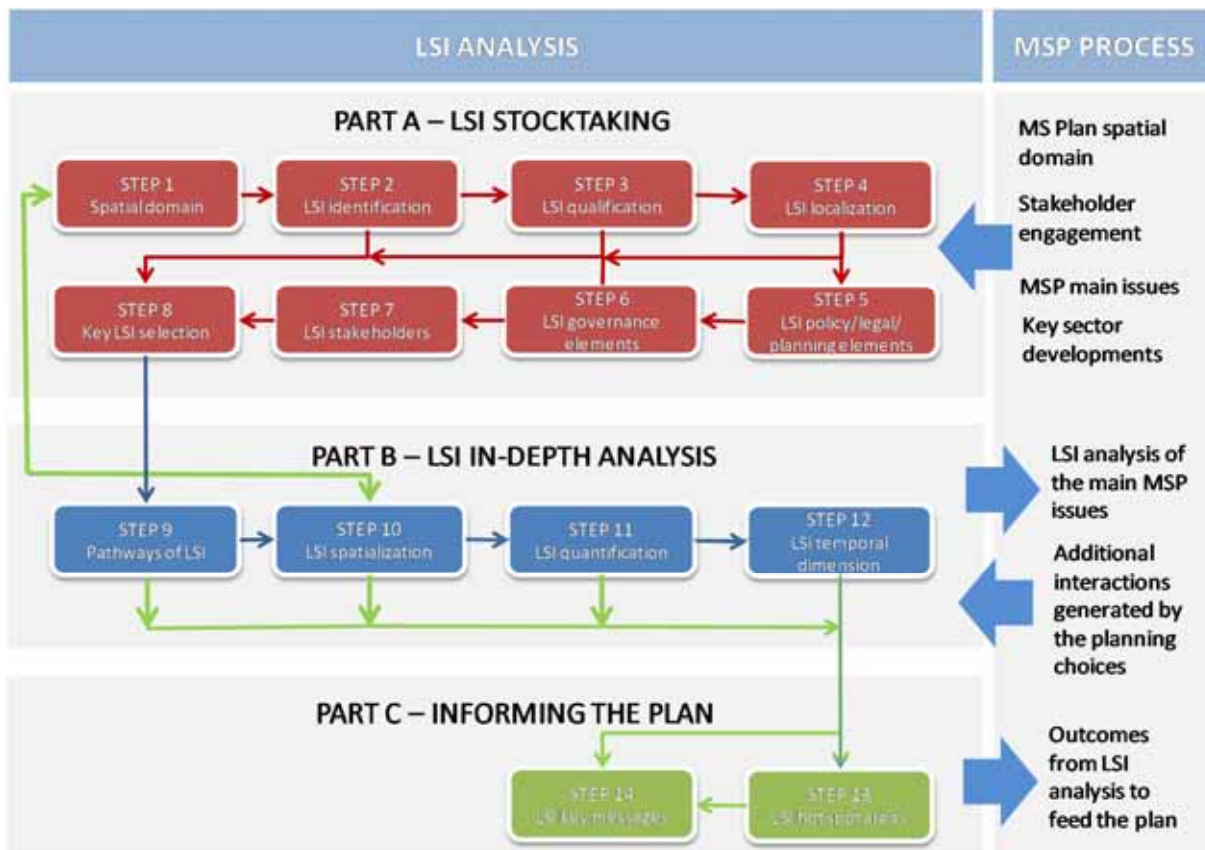 LSI ANALYSIS
MSP PROCESS
PART A – LSI STOCKTAKING
STEP 1
Spatial domain
STEP 2
LSI identification
STEP 3
LSI qualification
STEP 4
LSI localization
STEP 8
Key LSI selection
STEP 7
LSI stakeholders
STEP 6
LSI governance
elements
STEP 5
LSI policy/legal/
planning elements
MS Plan spatial
domain
Stakeholder
engagement
MSP main issues
Key sector
developments
PART B – LSI IN-DEPTH ANALYSIS
STEP 9
Pathways of LSI
STEP 10
LSI spatialization
STEP 11
LSI quantification
STEP 12
LSI temporal
dimension
LSI analysis of
the main MSP
issues
Additional
interactions
generated by
the planning
choices
PART C – INFORMING THE PLAN
STEP 14
LSI key messages
STEP 13
LSI hot spot areas
Outcomes
from LSI
analysis to
feed the plan